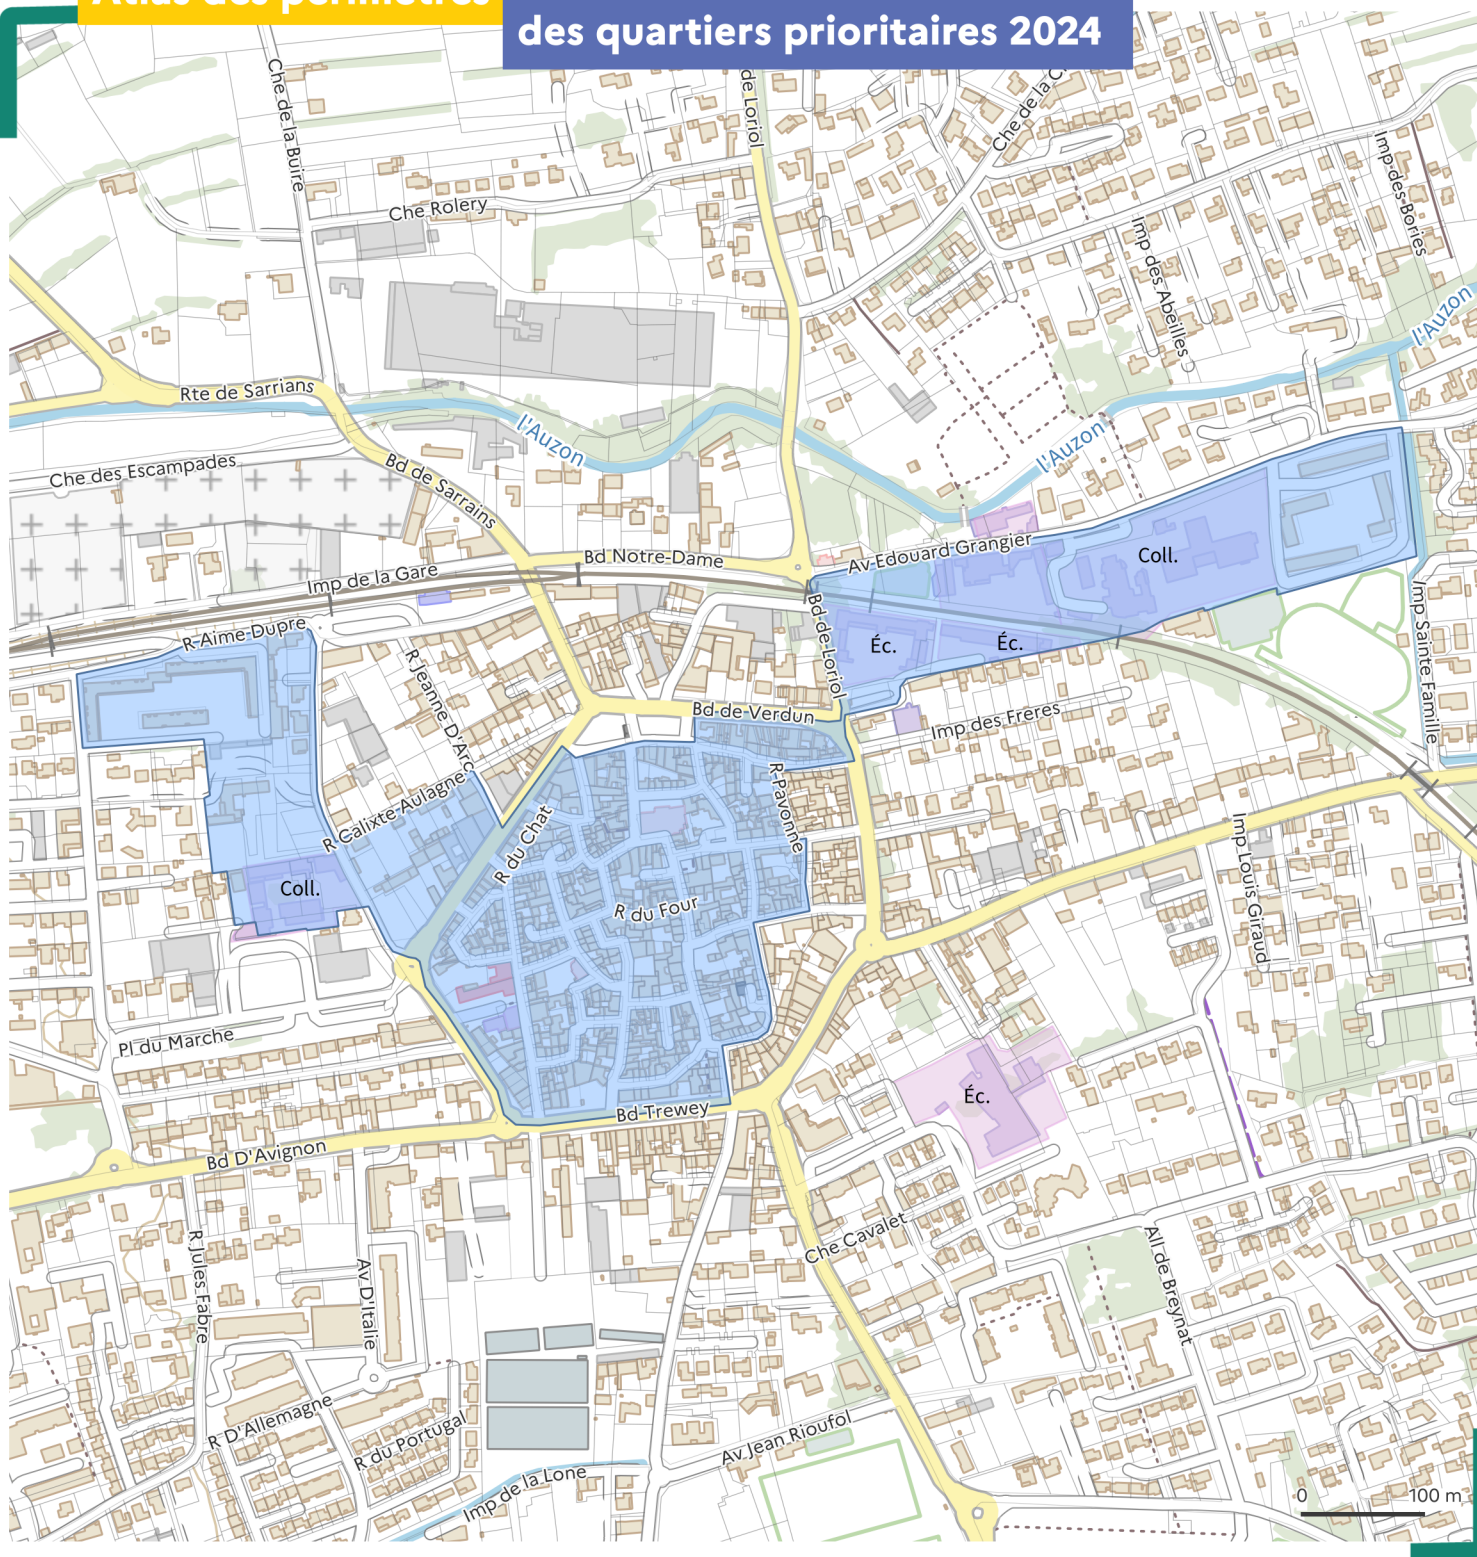 Atlas des périmètres
des quartiers prioritaires 2024
Che de la Buire
de Loriol
Che de la C
Imp des Bories
Che Rolery
Imp des Abeilles
l'Auzon
Rte de Sarrians
l'Auzon
l'Auzon
Che des Escampades
Bd de Sarrains
Bd Notre-Dame
Av Edouard Grangier
Coll.
Imp de la Gare
R Aime Dupre
Bd de Loriol
Éc.
Éc.
Imp Sainte Famille
R Jeanne D'Arc
Bd de Verdun
Imp des Freres
R Pavonne
R Calixte Aulagne
R du Chat
Imp Louis Giraud
Coll.
R du Four
Pl du Marche
Éc.
Bd Trewey
Bd D'Avignon
Che Cavalet
All de Breynat
R Jules Fabre
Av D'Italie
R D'Allemagne
R du Portugal
Av Jean Rioufol
Imp de la Lone
0 100 m